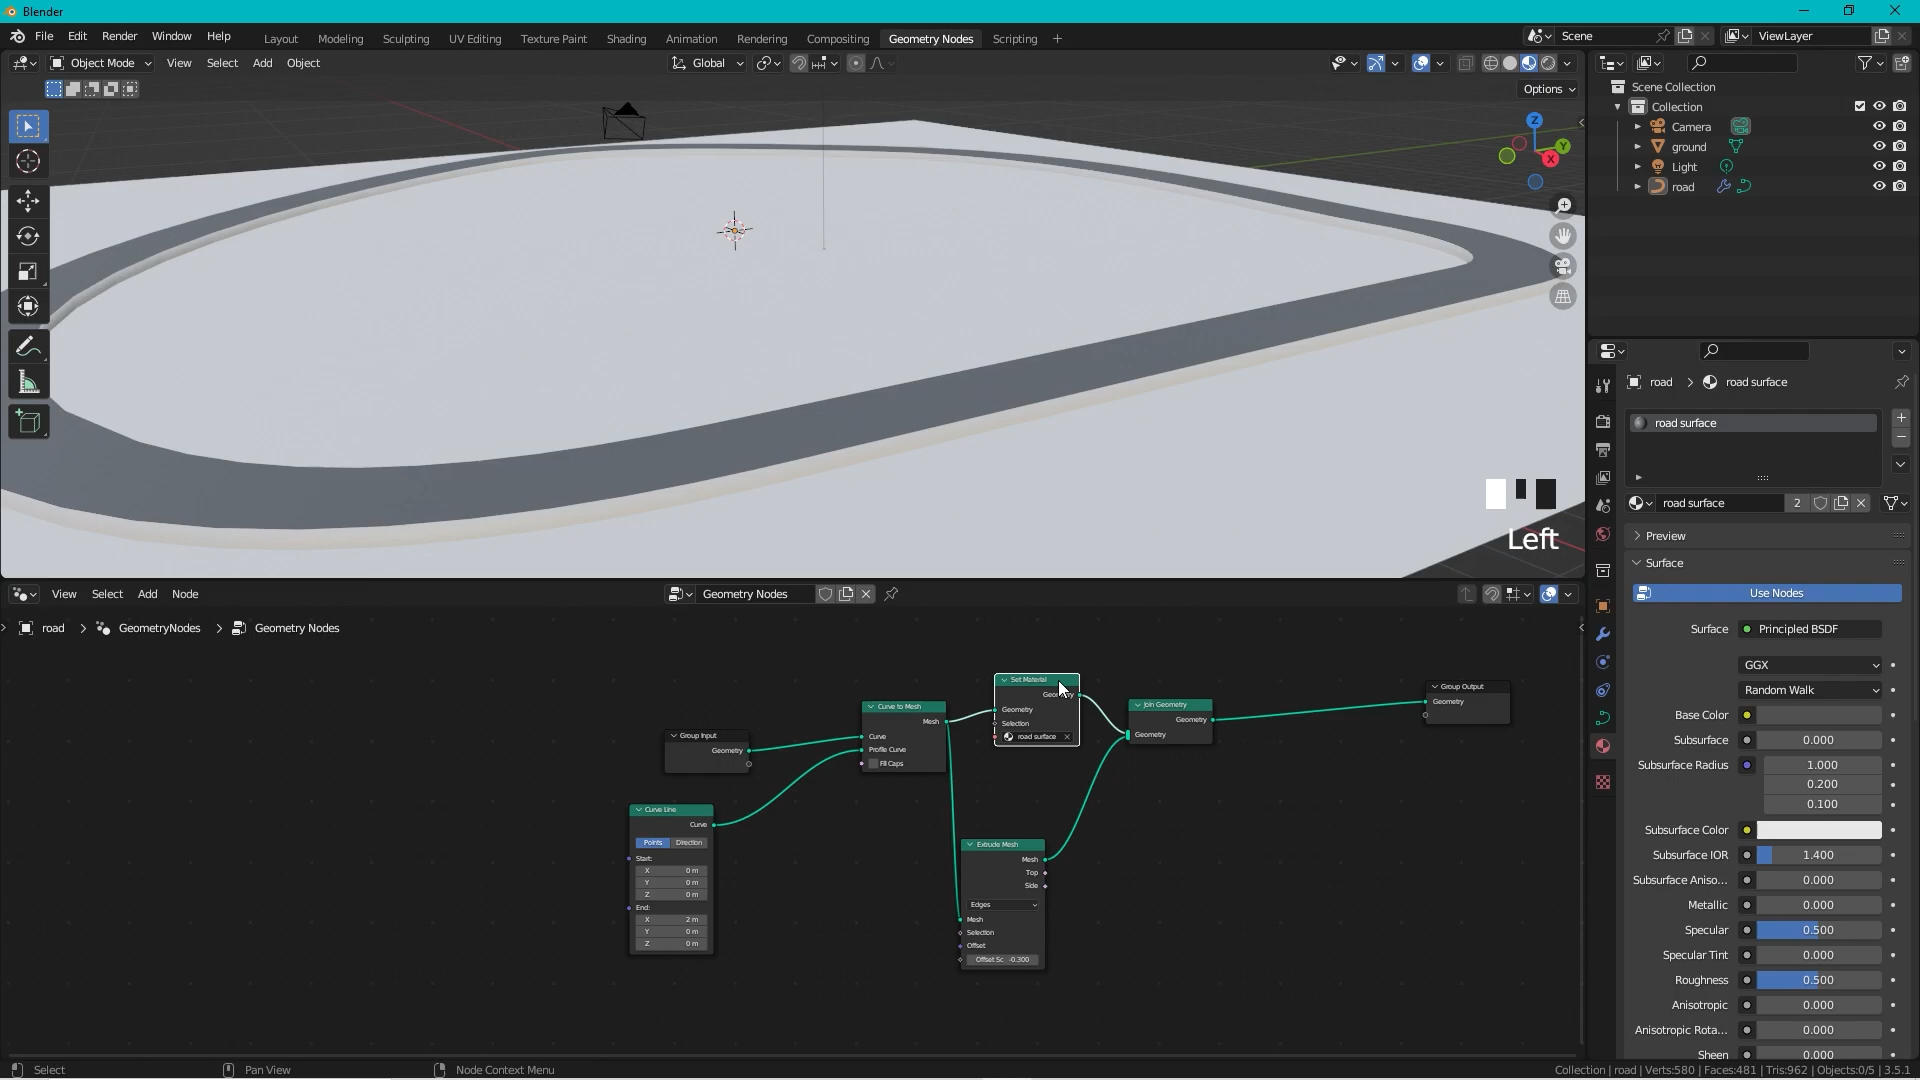 Blender
File Edit Render Window Help
Layout Modeling Sculpting UV Editing Texture Paint Shading Animation Rendering Compositing Geometry Nodes Scripting
Scene
ViewLayer
Object Mode View Select Add Object
Global
Options
Z
Y
X
Scene Collection
Collection
Camera
ground
Light
road
Left
road > road surface
road surface
road surface 2
Preview
Surface
Use Nodes
Surface Principled BSDF
GGX
Random Walk
Base Color
Subsurface 0.000
Subsurface Radius 1.000
0.200
0.100
Subsurface Color
Subsurface IOR 1.400
Subsurface Aniso... 0.000
Metallic 0.000
Specular 0.500
Specular Tint 0.000
Roughness 0.500
Anisotropic 0.000
Anisotropic Rota... 0.000
Sheen 0.000
View Select Add Node
Geometry Nodes
road > GeometryNodes > Geometry Nodes
Group Input
Geometry
Curve Line
Curve
Points Direction
Start:
X 0 m
Y 0 m
Z 0 m
End:
X 2 m
Y 0 m
Z 0 m
Curve to Mesh
Mesh
Curve
Profile Curve
Fill Caps
Set Material
Geometry
Geometry
Selection
road surface
Extrude Mesh
Mesh
Top
Side
Edges
Mesh
Selection
Offset
Offset Sc -0.300
Join Geometry
Geometry
Geometry
Group Output
Geometry
Select
Pan View
Node Context Menu
Collection | road | Verts:580 | Faces:481 | Tris:962 | Objects:0/5 | 3.5.1